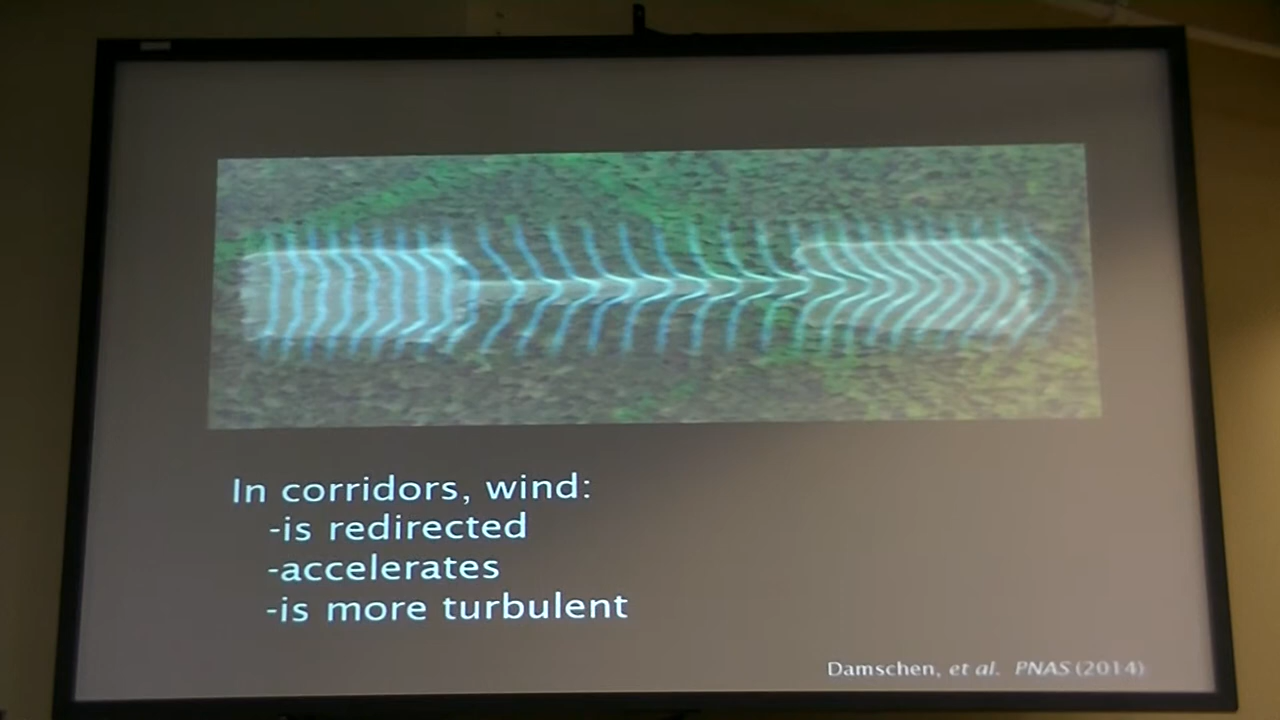 In corridors, wind:
-is redirected
-accelerates
-is more turbulent
Damschen, et al. PNAS (2014)